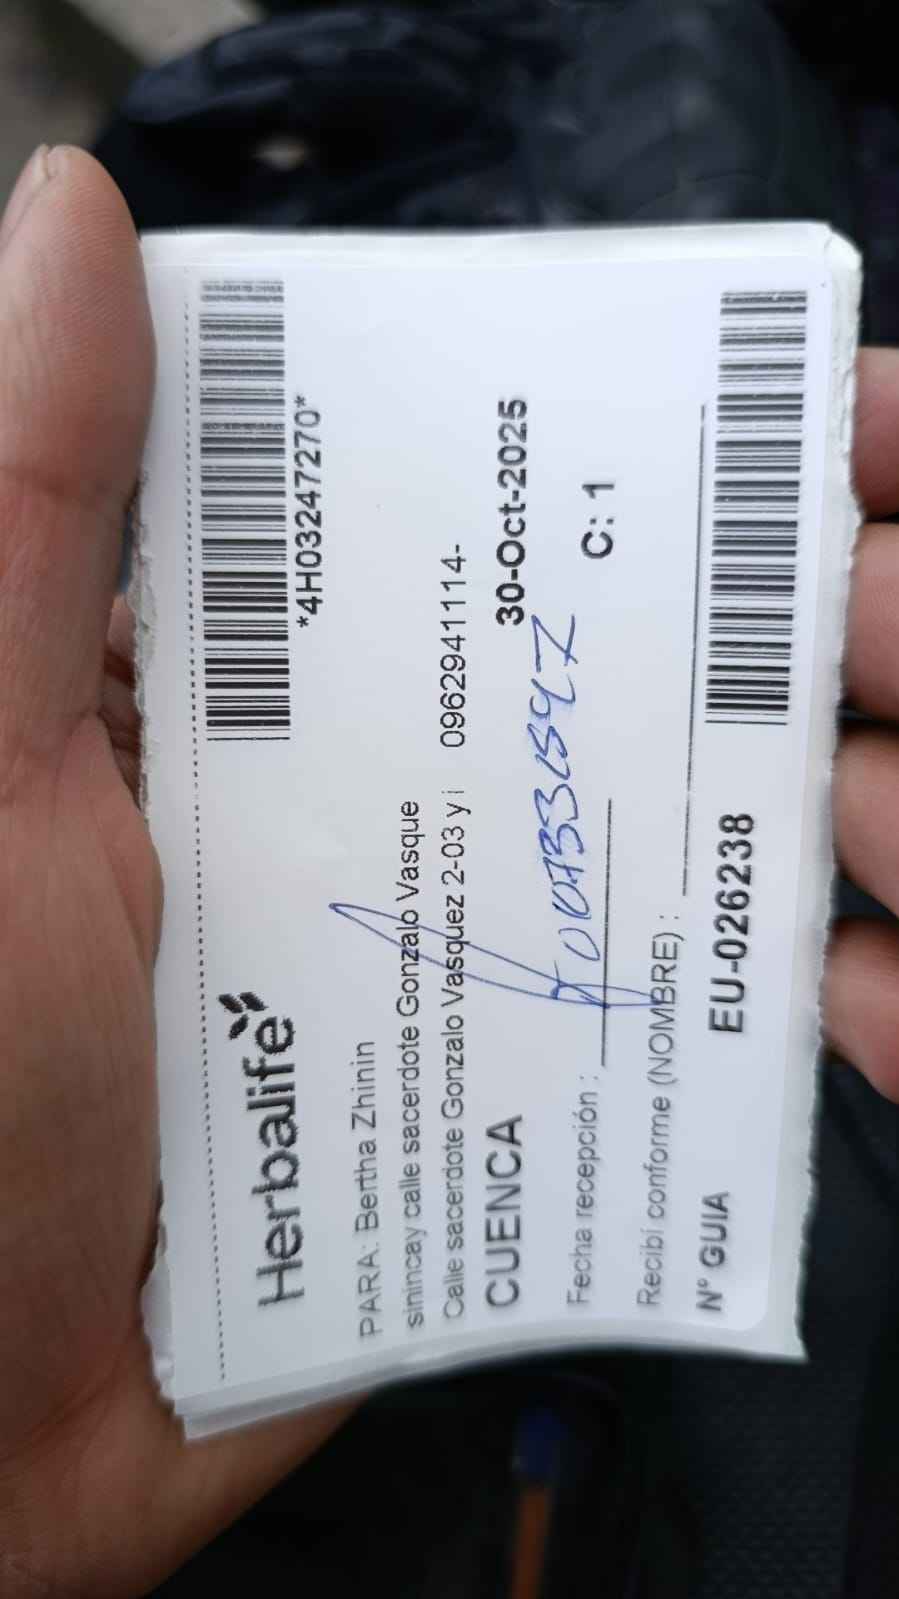 Herbalife
*4H03247270*
PARA: Bertha Zhinin
sinincay calle sacerdote Gonzalo Vasque
Calle sacerdote Gonzalo Vasquez 2-03 y i 0962941114-
CUENCA 30-Oct-2025
Fecha recepción :
C: 1
Recibí conforme (NOMBRE) :
N° GUIA EU-026238